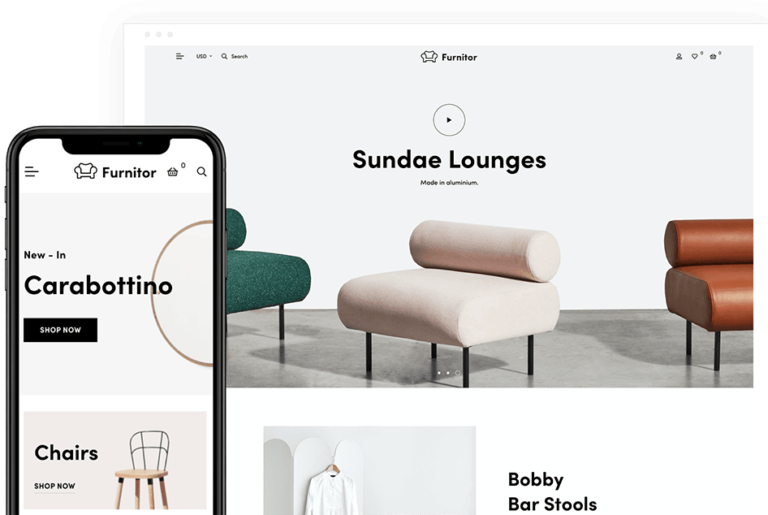 USD
Search
Furnitor
0
0
Sundae Lounges
Made in aluminium.
Furnitor
0
New - In
Carabottino
SHOP NOW
Chairs
SHOP NOW
Bobby
Bar Stools